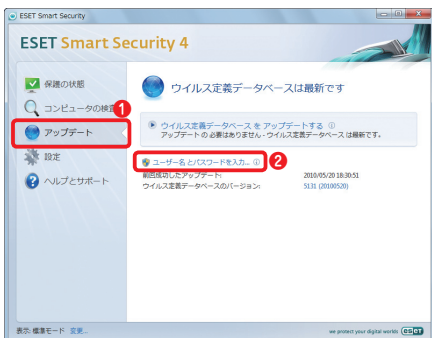 ESET Smart Security
ESET Smart Security 4
保護の状態
コンピュータの検査
1
アップデート
設定
ヘルプとサポート
ウイルス定義データベースは最新です
ウイルス定義データベース を アップデートする
アップデート の 必要はありません - ウイルス定義データベース は最新です。
ユーザー名 とパスワードを入力...
2
前回成功したアップデート: 2010/05/20 18:30:51
ウイルス定義データベースのバージョン: 5131 (20100520)
表示: 標準モード 変更...
we protect your digital worlds eset